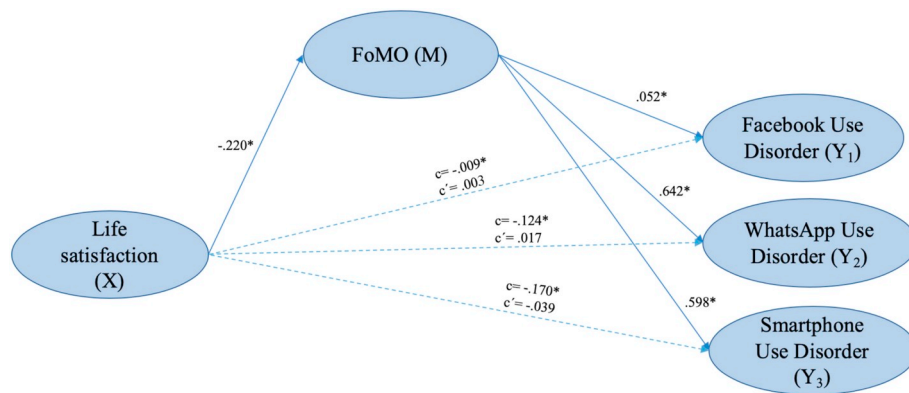 FoMO (M)
.052*
Facebook Use
Disorder (Y₁)
-.220*
c= -.009*
c´= .003
.642*
Life
satisfaction
(X)
c= -.124*
c´= .017
WhatsApp Use
Disorder (Y₂)
c= -.170*
c´= -.039
.598*
Smartphone
Use Disorder
(Y₃)